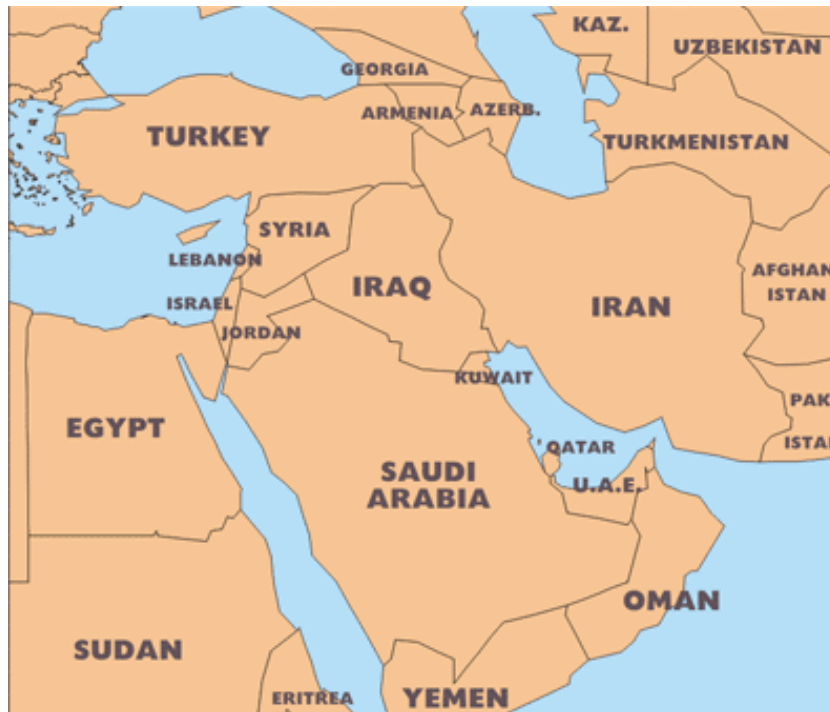 KAZ.
UZBEKISTAN
GEORGIA
ARMENIA
AZERB.
TURKEY
TURKMENISTAN
SYRIA
LEBANON
AFGHAN
ISTAN
IRAQ
IRAN
ISRAEL
JORDAN
KUWAIT
PAK
ISTA
EGYPT
QATAR
SAUDI
ARABIA
U.A.E.
OMAN
SUDAN
ERITREA
YEMEN